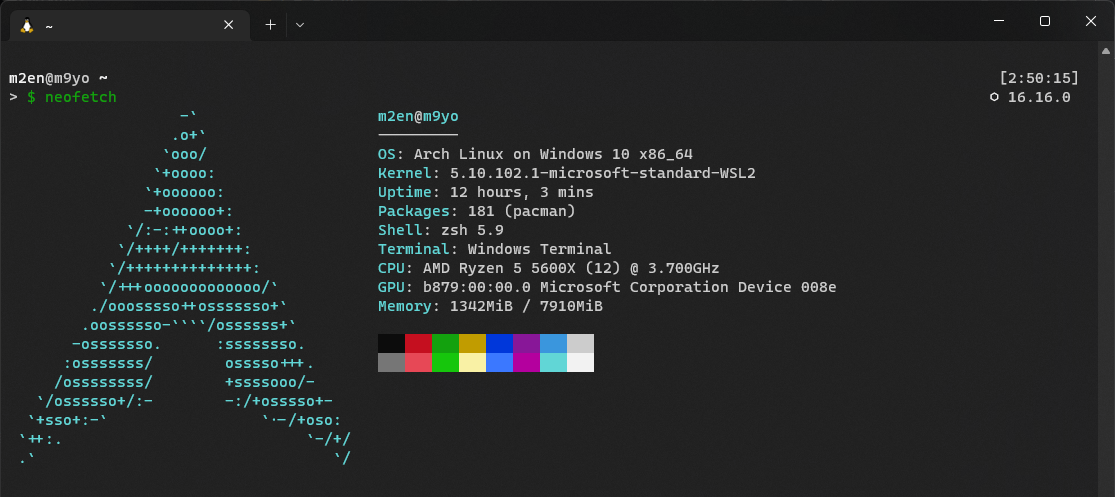 ~
m2en@m9yo ~ [2:50:15]
> $ neofetch ⬡ 16.16.0
                   -`
                  .o+`
                 `ooo/
                `+oooo:
               `+oooooo:
               -+oooooo+:
             `/:-:++oooo+:
            `/++++/+++++++:
           `/++++++++++++++:
          `/+++ooooooooooooo/`
         ./ooosssso++osssssso+`
        .oossssso-````/ossssss+`
       -osssssso.      :ssssssso.
      :osssssss/        osssso+++.
     /ossssssss/        +ssssooo/-
   `/ossssso+/:-        -:/+osssso+-
  `+sso+:-`                 `.-/+oso:
 `++:.                           `-/+/
 .`                                 `/
m2en@m9yo
---------
OS: Arch Linux on Windows 10 x86_64
Kernel: 5.10.102.1-microsoft-standard-WSL2
Uptime: 12 hours, 3 mins
Packages: 181 (pacman)
Shell: zsh 5.9
Terminal: Windows Terminal
CPU: AMD Ryzen 5 5600X (12) @ 3.700GHz
GPU: b879:00:00.0 Microsoft Corporation Device 008e
Memory: 1342MiB / 7910MiB